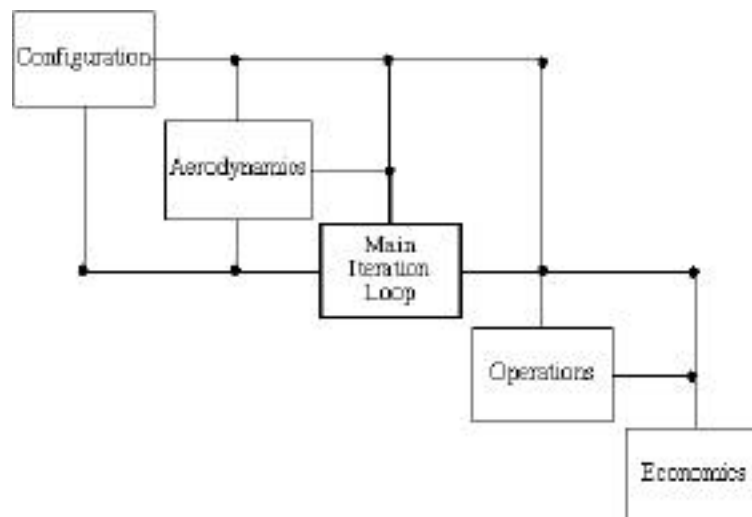 Configuration
Aerodynamics
Main
Iteration
Loop
Operations
Economics